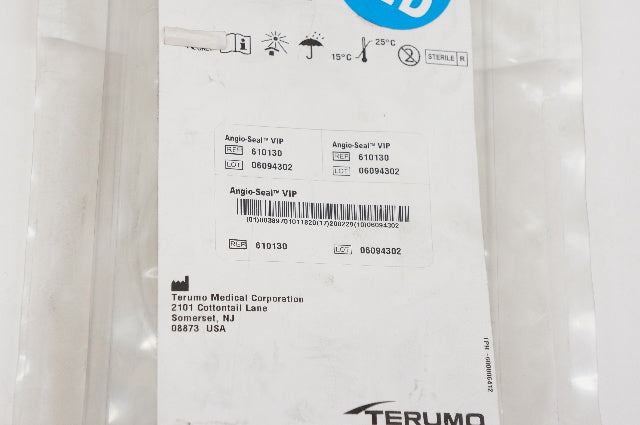 15°C 25°C
STERILE R
Angio-Seal™ VIP
REF 610130
LOT 06094302
Angio-Seal™ VIP
REF 610130
LOT 06094302
Angio-Seal™ VIP
REF 610130 LOT 06094302
Terumo Medical Corporation
2101 Cottontail Lane
Somerset, NJ
08873 USA
TERUMO